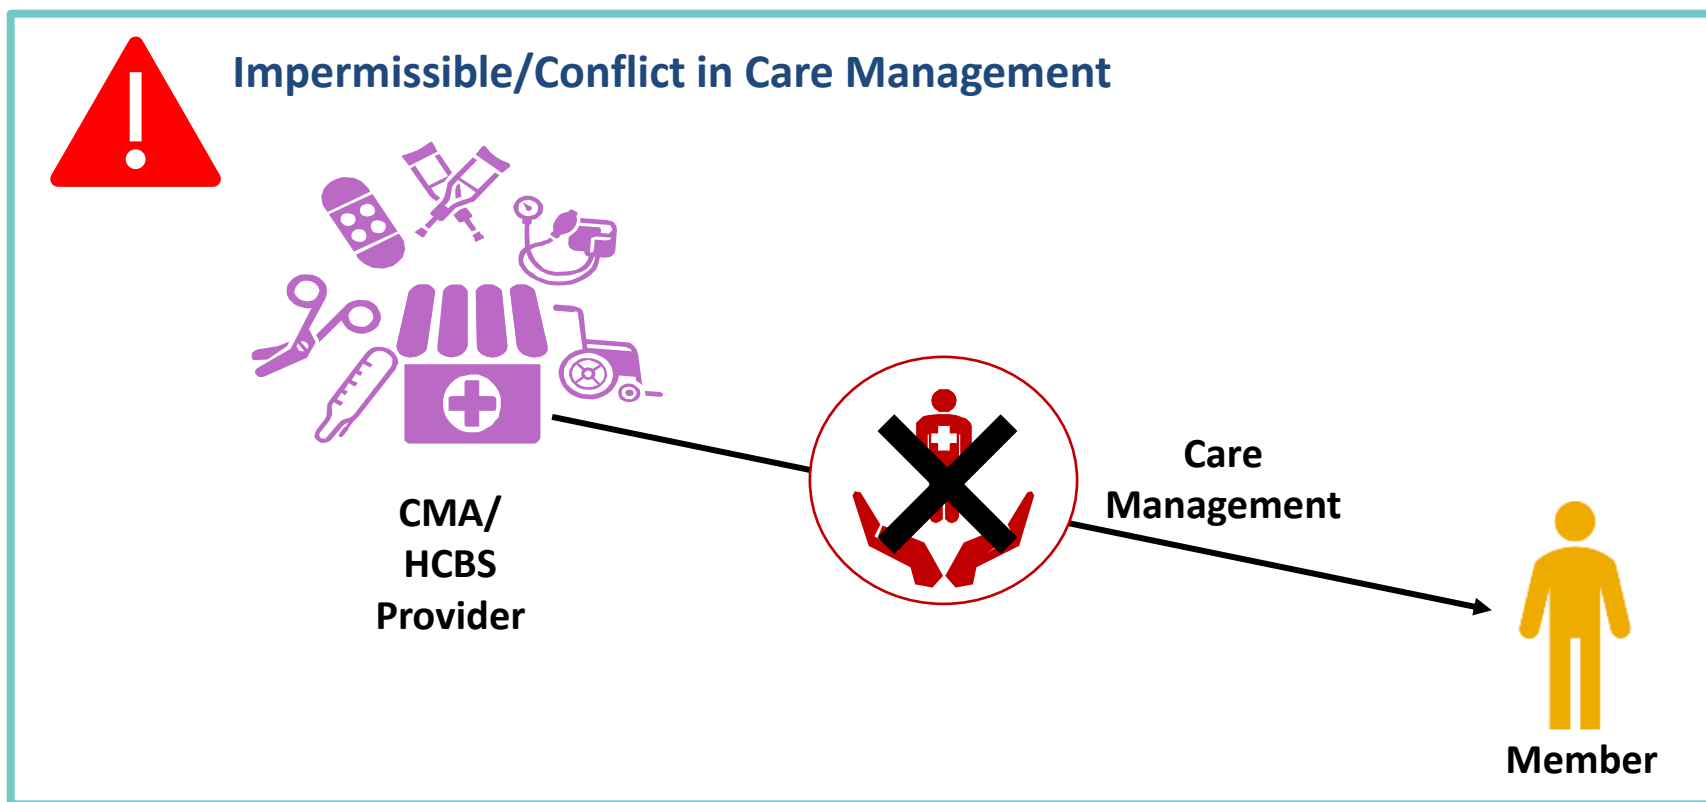 Impermissible/Conflict in Care Management
CMA/
HCBS
Provider
Care
Management
Member